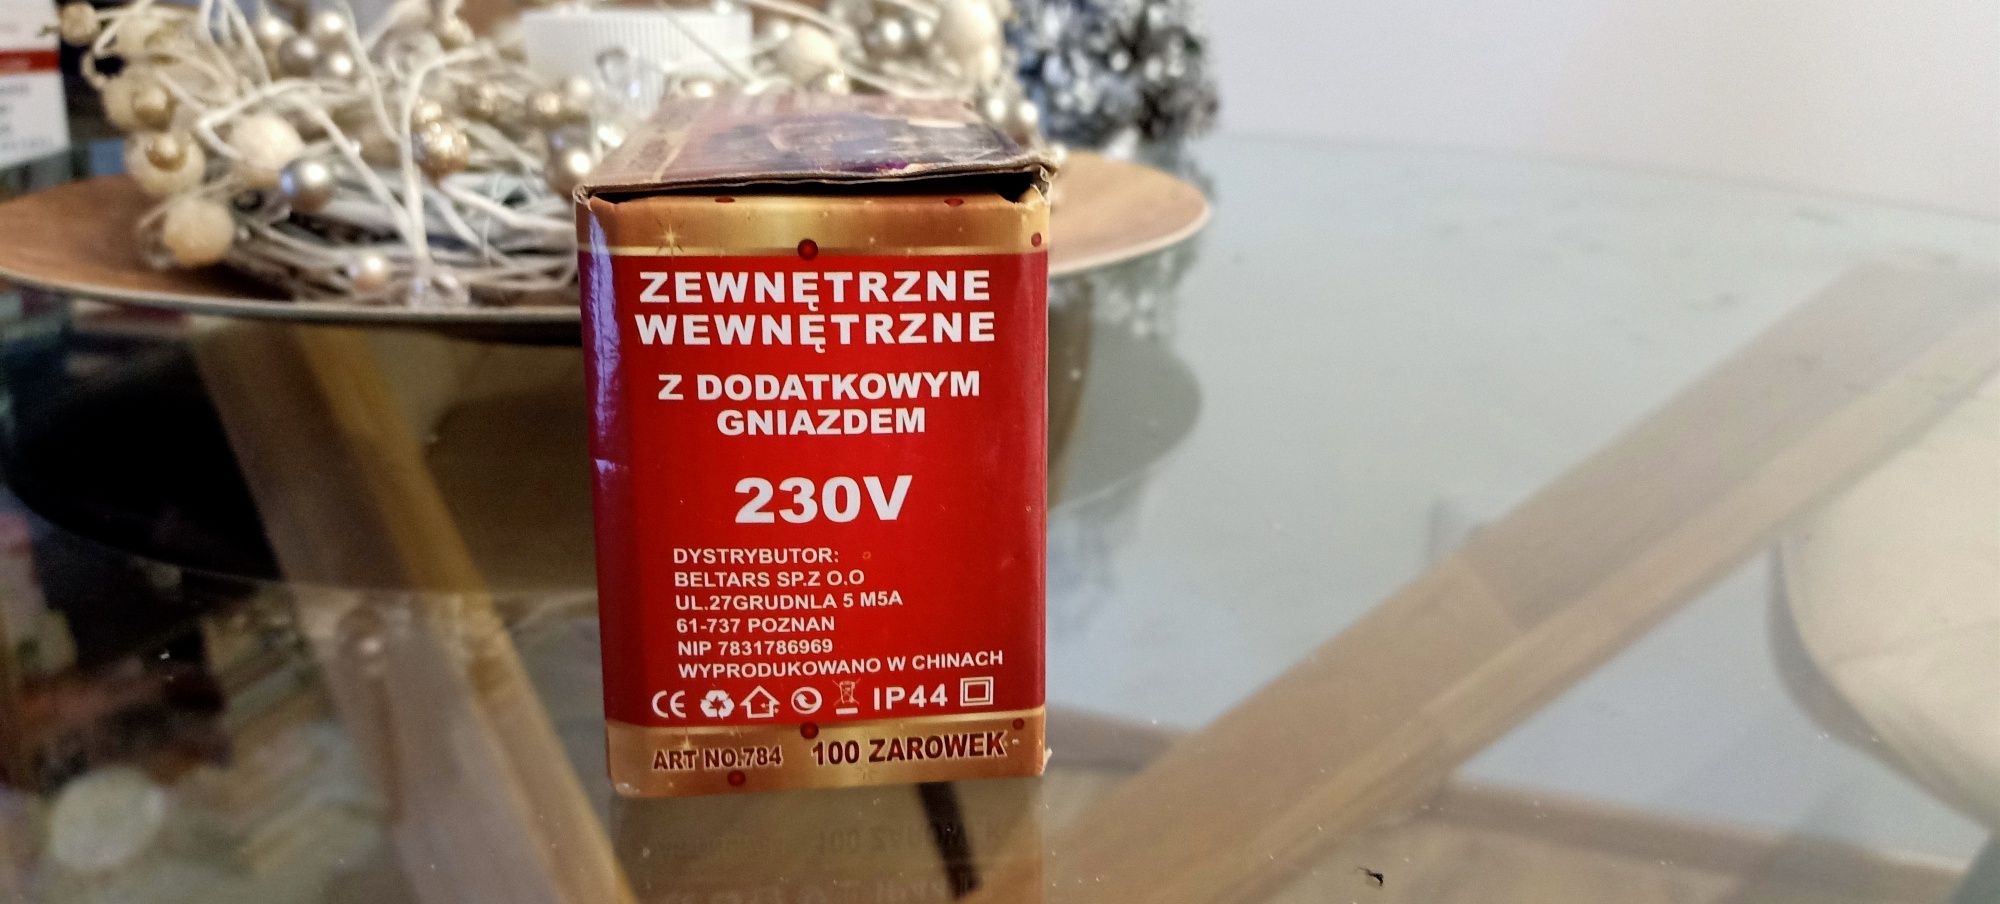 ZEWNĘTRZNE
WEWNĘTRZNE
Z DODATKOWYM
GNIAZDEM
230V
DYSTRYBUTOR:
BELTARS SP.Z O.O
UL.27GRUDNLA 5 M5A
61-737 POZNAN
NIP 7831786969
WYPRODUKOWANO W CHINACH
CE IP44
ART NO.784 100 ZAROWEK